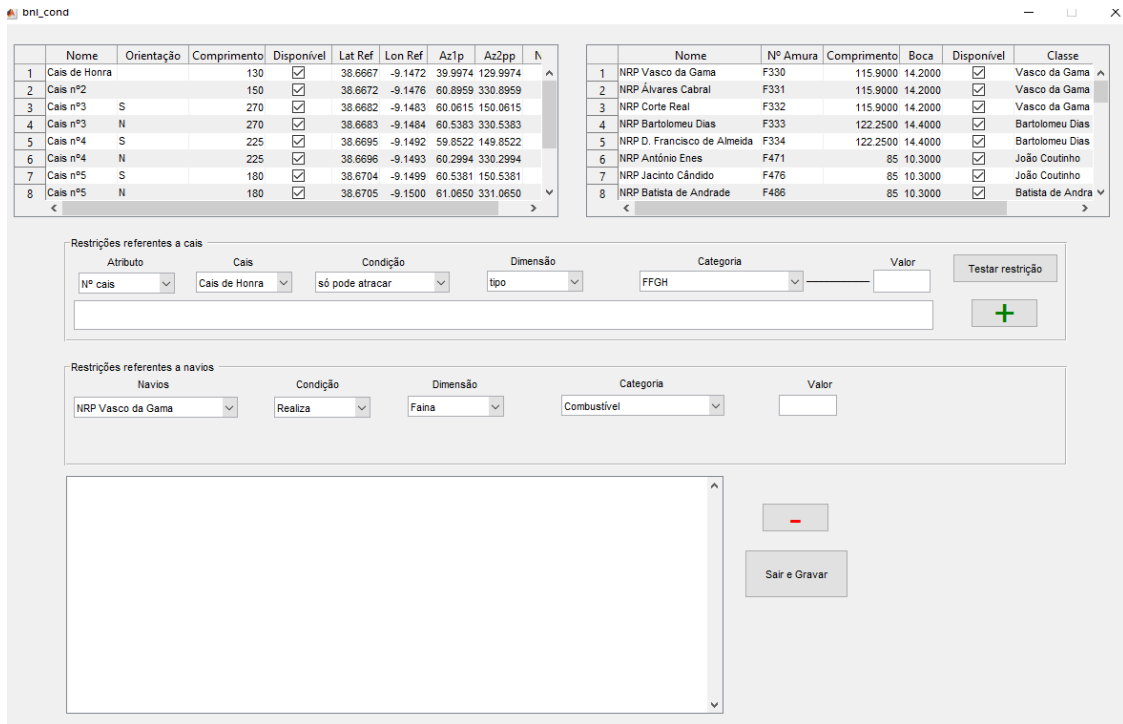 bnl_cond
Nome Orientação Comprimento Disponível Lat Ref Lon Ref Az1p Az2pp N
1 Cais de Honra 130 38.6667 -9.1472 39.9974 129.9974
2 Cais nº2 150 38.6672 -9.1476 60.8959 330.8959
3 Cais nº3 S 270 38.6682 -9.1483 60.0615 150.0615
4 Cais nº3 N 270 38.6683 -9.1484 60.5383 330.5383
5 Cais nº4 S 225 38.6695 -9.1492 59.8522 149.8522
6 Cais nº4 N 225 38.6696 -9.1493 60.2994 330.2994
7 Cais nº5 S 180 38.6704 -9.1499 60.5381 150.5381
8 Cais nº5 N 180 38.6705 -9.1500 61.0650 331.0650
Nome Nº Amura Comprimento Boca Disponível Classe
1 NRP Vasco da Gama F330 115.9000 14.2000 Vasco da Gama
2 NRP Álvares Cabral F331 115.9000 14.2000 Vasco da Gama
3 NRP Corte Real F332 115.9000 14.2000 Vasco da Gama
4 NRP Bartolomeu Dias F333 122.2500 14.4000 Bartolomeu Dias
5 NRP D. Francisco de Almeida F334 122.2500 14.4000 Bartolomeu Dias
6 NRP António Enes F471 85 10.3000 João Coutinho
7 NRP Jacinto Cândido F476 85 10.3000 João Coutinho
8 NRP Batista de Andrade F486 85 10.3000 Batista de Andra
Restrições referentes a cais
Atributo Cais Condição Dimensão Categoria Valor
Nº cais Cais de Honra só pode atracar tipo FFGH Testar restrição
+
Restrições referentes a navios
Navios Condição Dimensão Categoria Valor
NRP Vasco da Gama Realiza Faina Combustível
-
Sair e Gravar